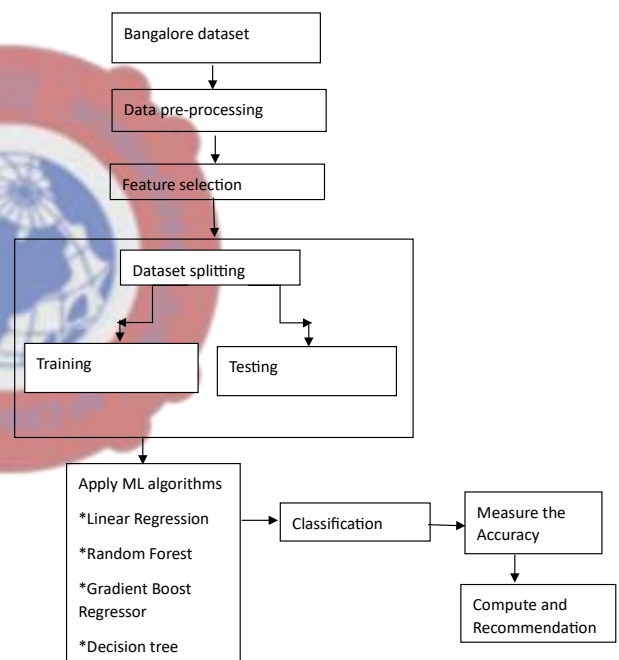 Bangalore dataset
Data pre-processing
Feature selection
Dataset splitting
Training
Testing
Apply ML algorithms
*Linear Regression
*Random Forest
*Gradient Boost
Regressor
*Decision tree
Classification
Measure the
Accuracy
Compute and
Recommendation